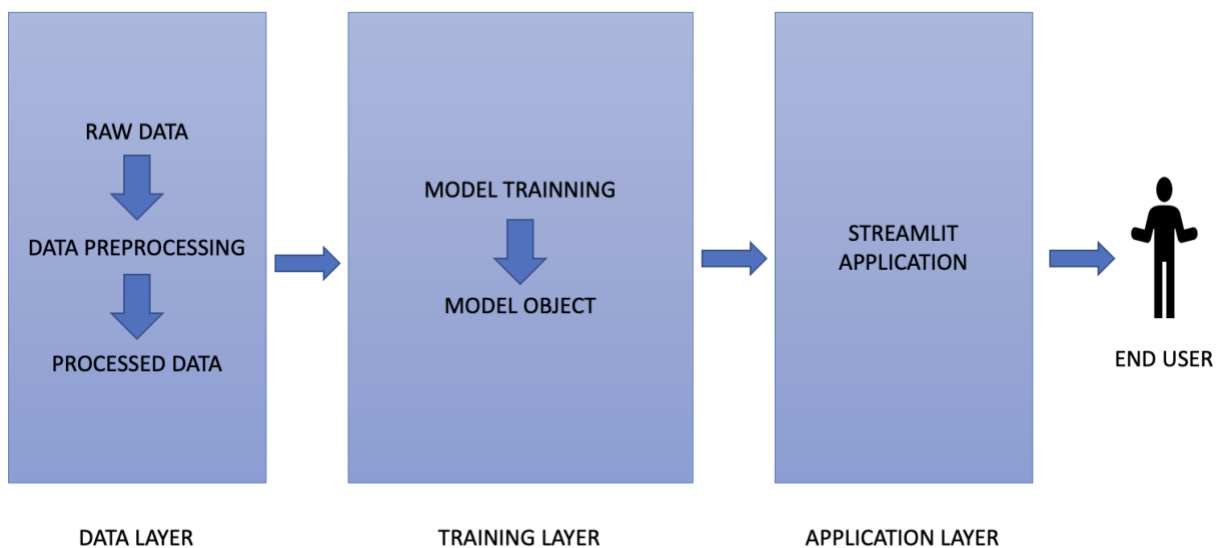 RAW DATA
DATA PREPROCESSING
PROCESSED DATA
MODEL TRAINNING
MODEL OBJECT
STREAMLIT
APPLICATION
END USER
DATA LAYER
TRAINING LAYER
APPLICATION LAYER